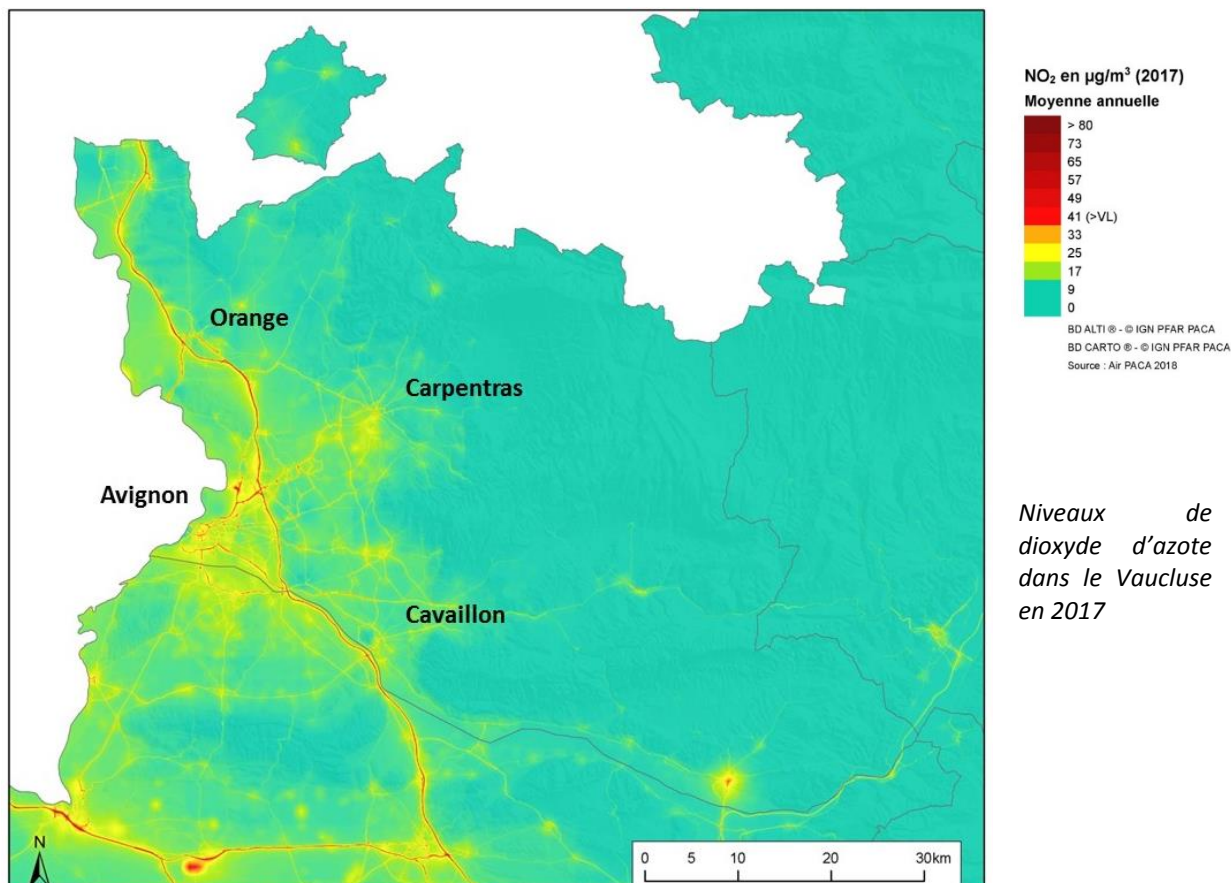 Orange
Carpentras
Avignon
Cavaillon
N
0 5 10 20 30km
NO₂ en µg/m³ (2017)
Moyenne annuelle
> 80
73
65
57
49
41 (>VL)
33
25
17
9
0
BD ALTI ® - © IGN PFAR PACA
BD CARTO ® - © IGN PFAR PACA
Source : Air PACA 2018
Niveaux de
dioxyde d’azote
dans le Vaucluse
en 2017